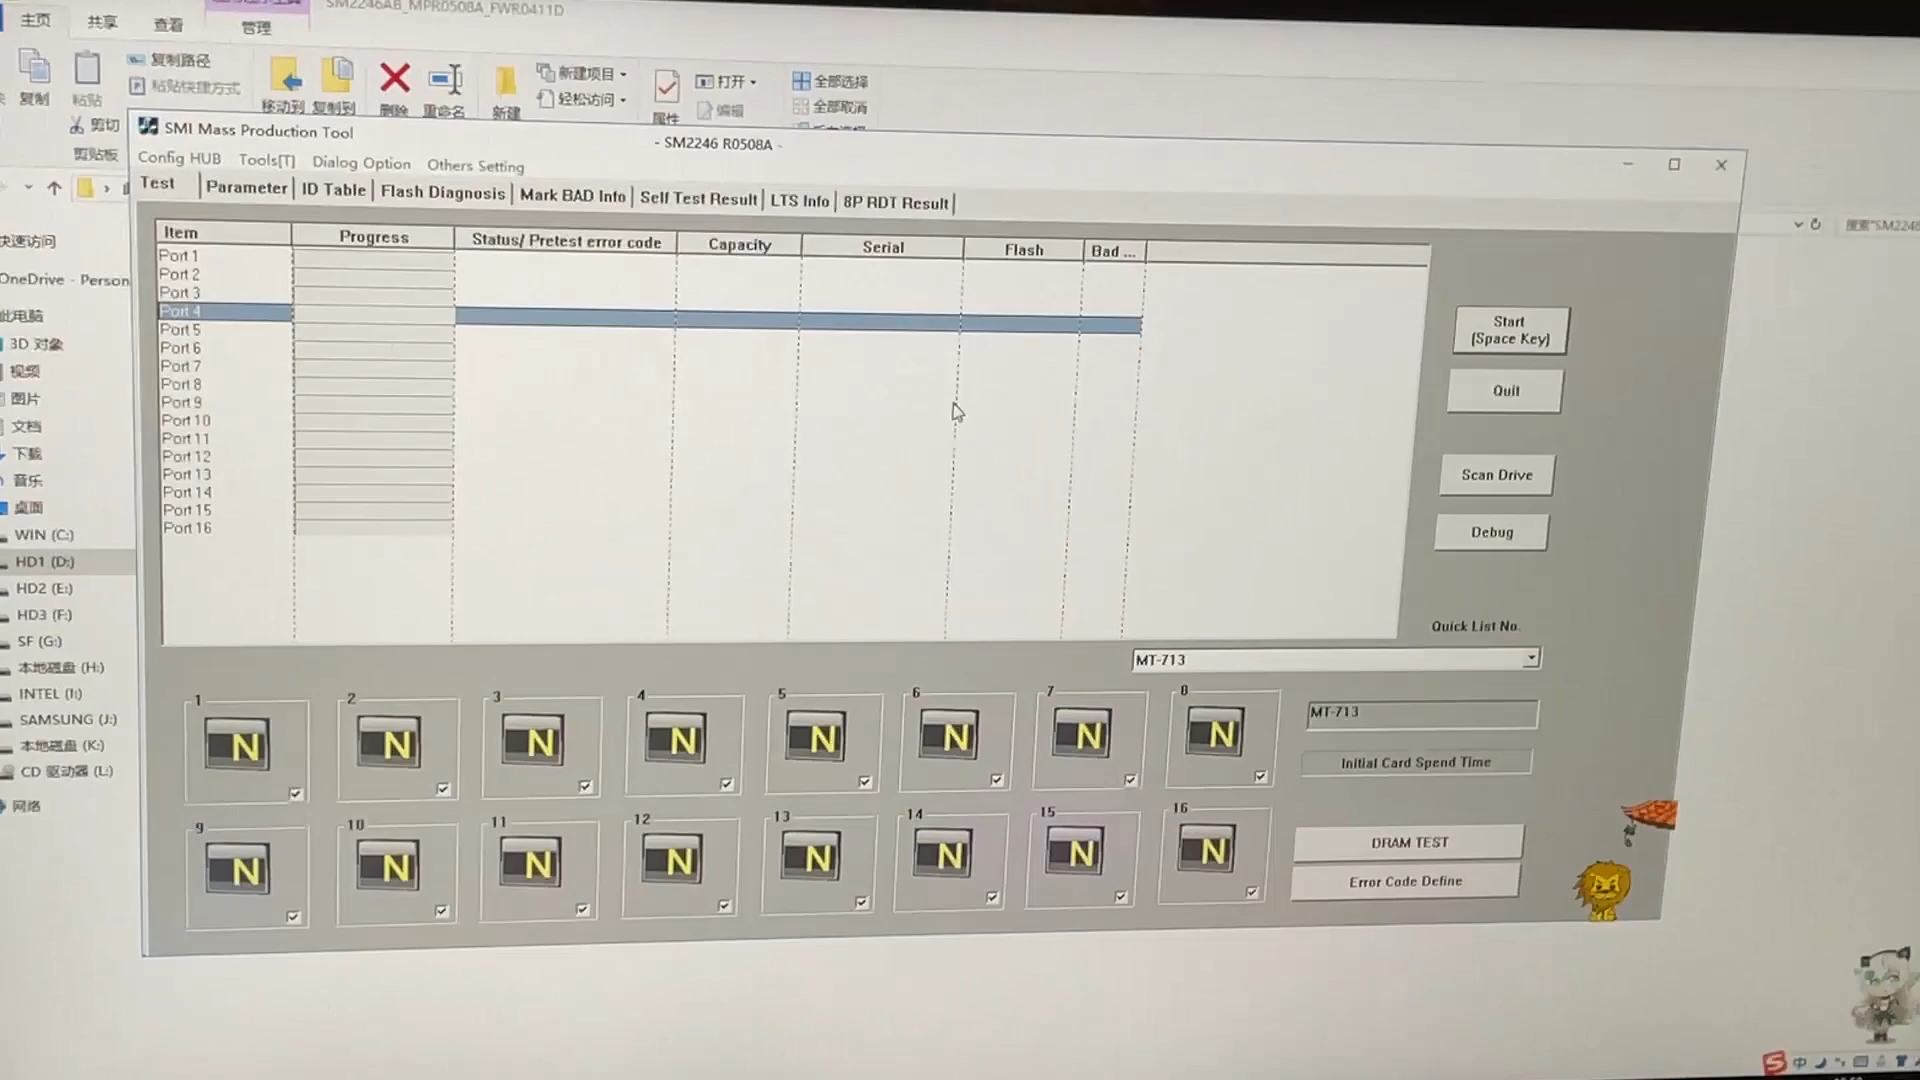 主页 共享 查看 管理 SM2246AB_MPR0508A_FWR0411D
复制 粘贴 复制路径 粘贴快捷方式 剪切
移动到 复制到 删除 重命名 新建
新建项目 轻松访问
属性 打开 编辑
全部选择 全部取消
剪贴板
SMI Mass Production Tool
- SM2246 R0508A -
Config HUB Tools[T] Dialog Option Others Setting
Test Parameter ID Table Flash Diagnosis Mark BAD Info Self Test Result LTS Info 8P RDT Result
Item Progress Status/ Pretest error code Capacity Serial Flash Bad ...
Port 1
Port 2
Port 3
Port 4
Port 5
Port 6
Port 7
Port 8
Port 9
Port 10
Port 11
Port 12
Port 13
Port 14
Port 15
Port 16
Start
(Space Key)
Quit
Scan Drive
Debug
Quick List No.
MT-713
MT-713
Initial Card Spend Time
DRAM TEST
Error Code Define
1 2 3 4 5 6 7 8
N N N N N N N N
9 10 11 12 13 14 15 16
N N N N N N N N
快速访问
OneDrive - Person
此电脑
3D 对象
视频
图片
文档
下载
音乐
桌面
WIN (C:)
HD1 (D:)
HD2 (E:)
HD3 (F:)
SF (G:)
本地磁盘 (H:)
INTEL (I:)
SAMSUNG (J:)
本地磁盘 (K:)
CD 驱动器 (L:)
网络
搜索"SM2246
S 中